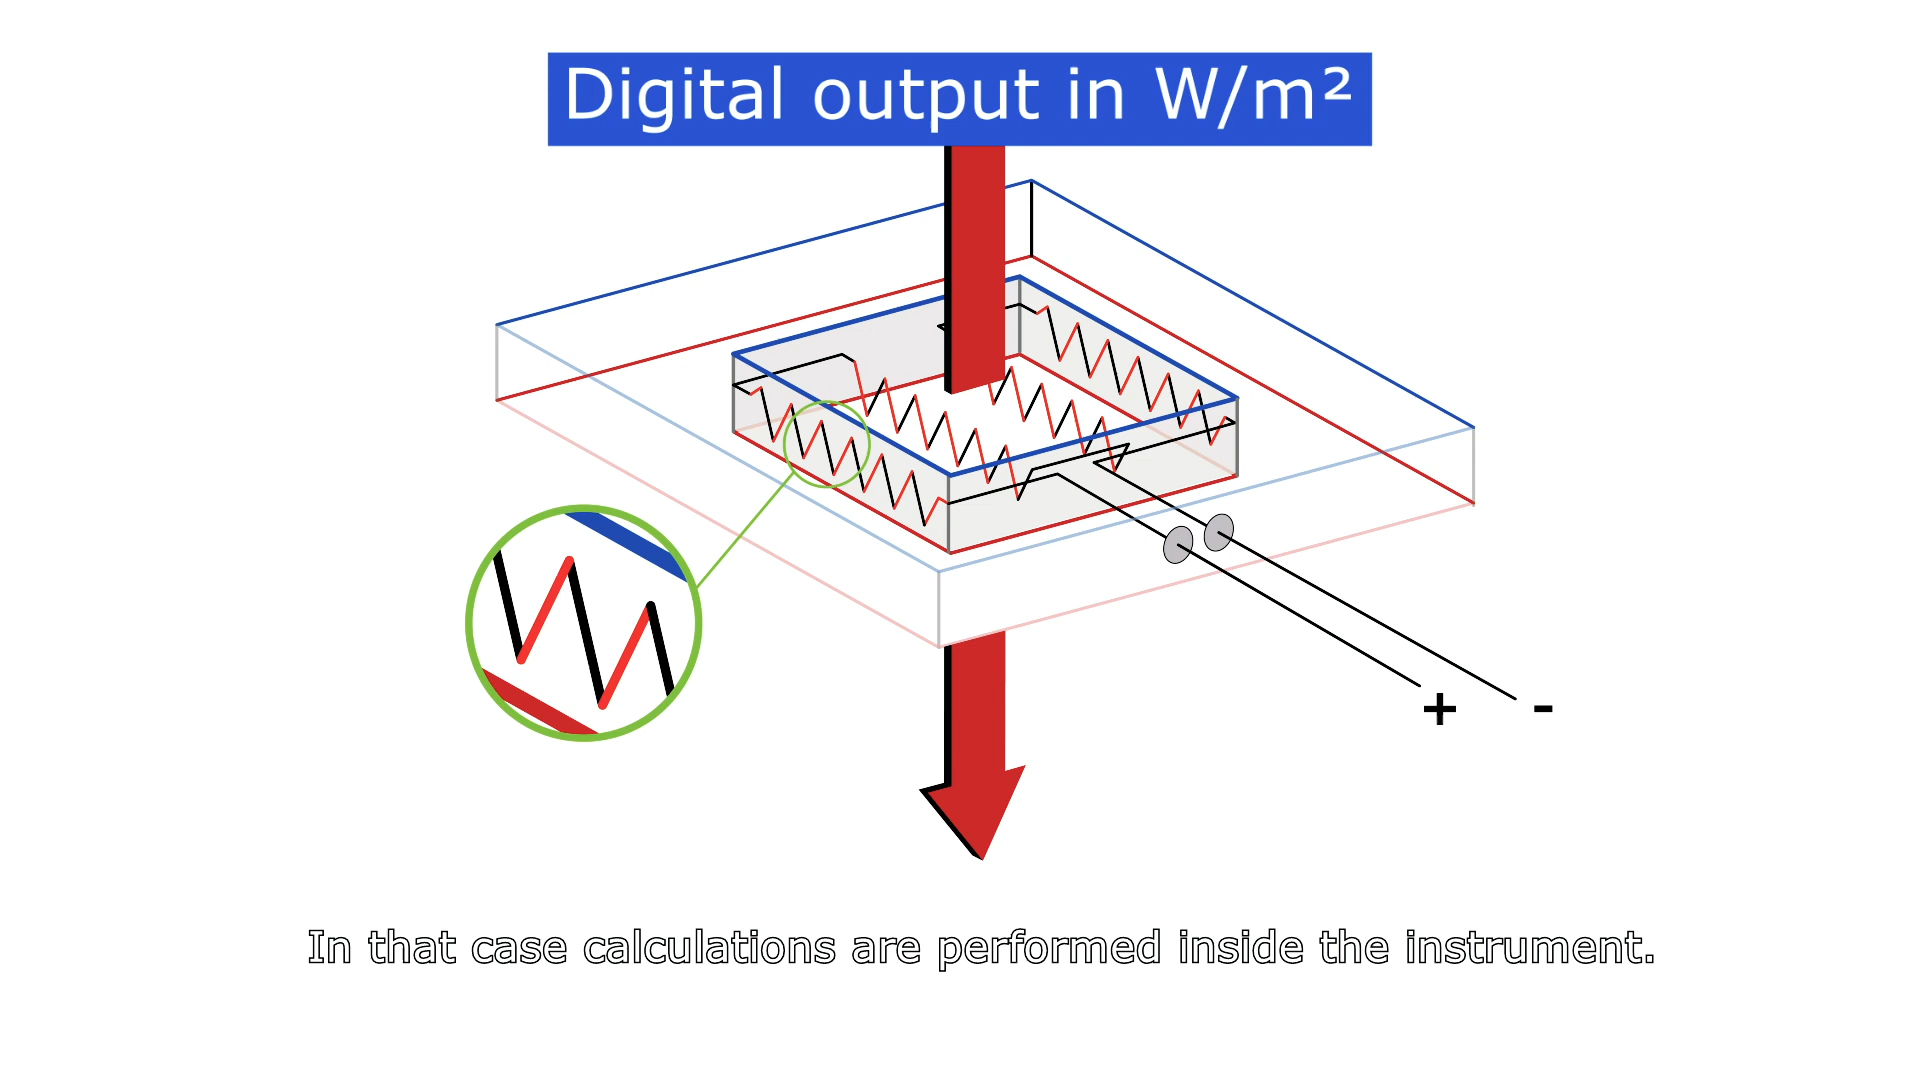 Digital output in W/m²
+ -
In that case calculations are performed inside the instrument.